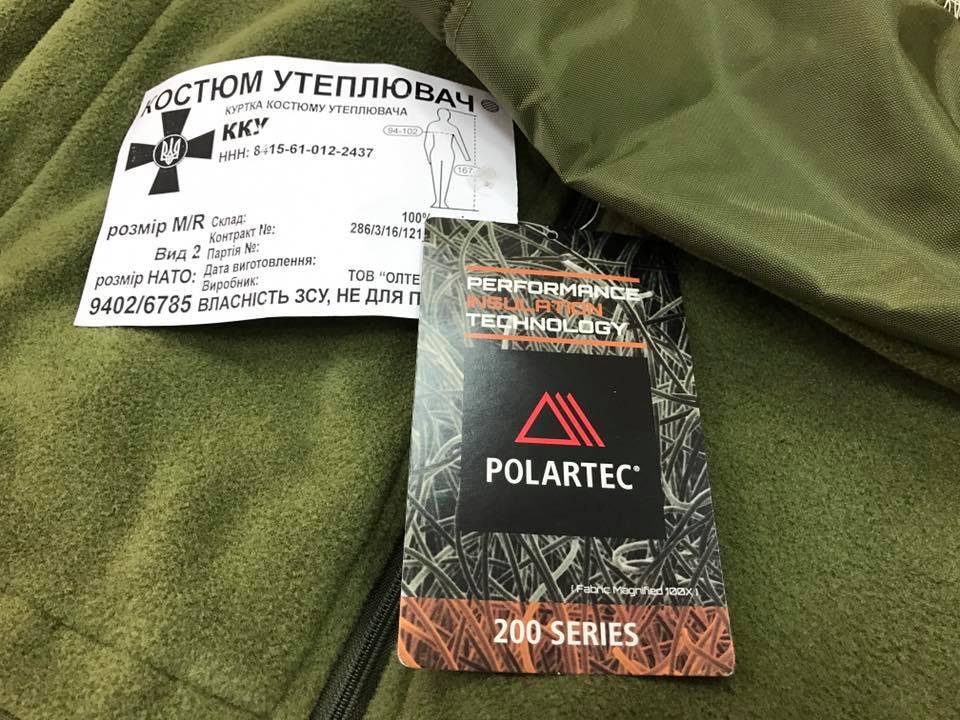 КОСТЮМ УТЕПЛЮВАЧ
КУРТКА КОСТЮМУ УТЕПЛЮВАЧА
ККУ
ННН: 8415-61-012-2437
94-102
167
розмір M/R
Вид 2
розмір НАТО:
9402/6785
Склад: 100%
Контракт №: 286/3/16/121
Партія №:
Дата виготовлення:
Виробник: ТОВ "ОЛТЕ
ВЛАСНІСТЬ ЗСУ, НЕ ДЛЯ П
PERFORMANCE
INSULATION
TECHNOLOGY
POLARTEC®
| Fabric Magnified 100X |
200 SERIES